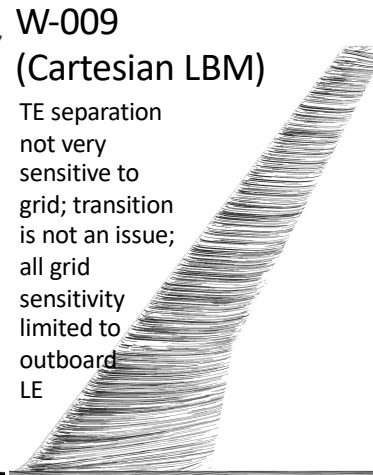 W-009
(Cartesian LBM)
TE separation
not very
sensitive to
grid; transition
is not an issue;
all grid
sensitivity
limited to
outboard
LE